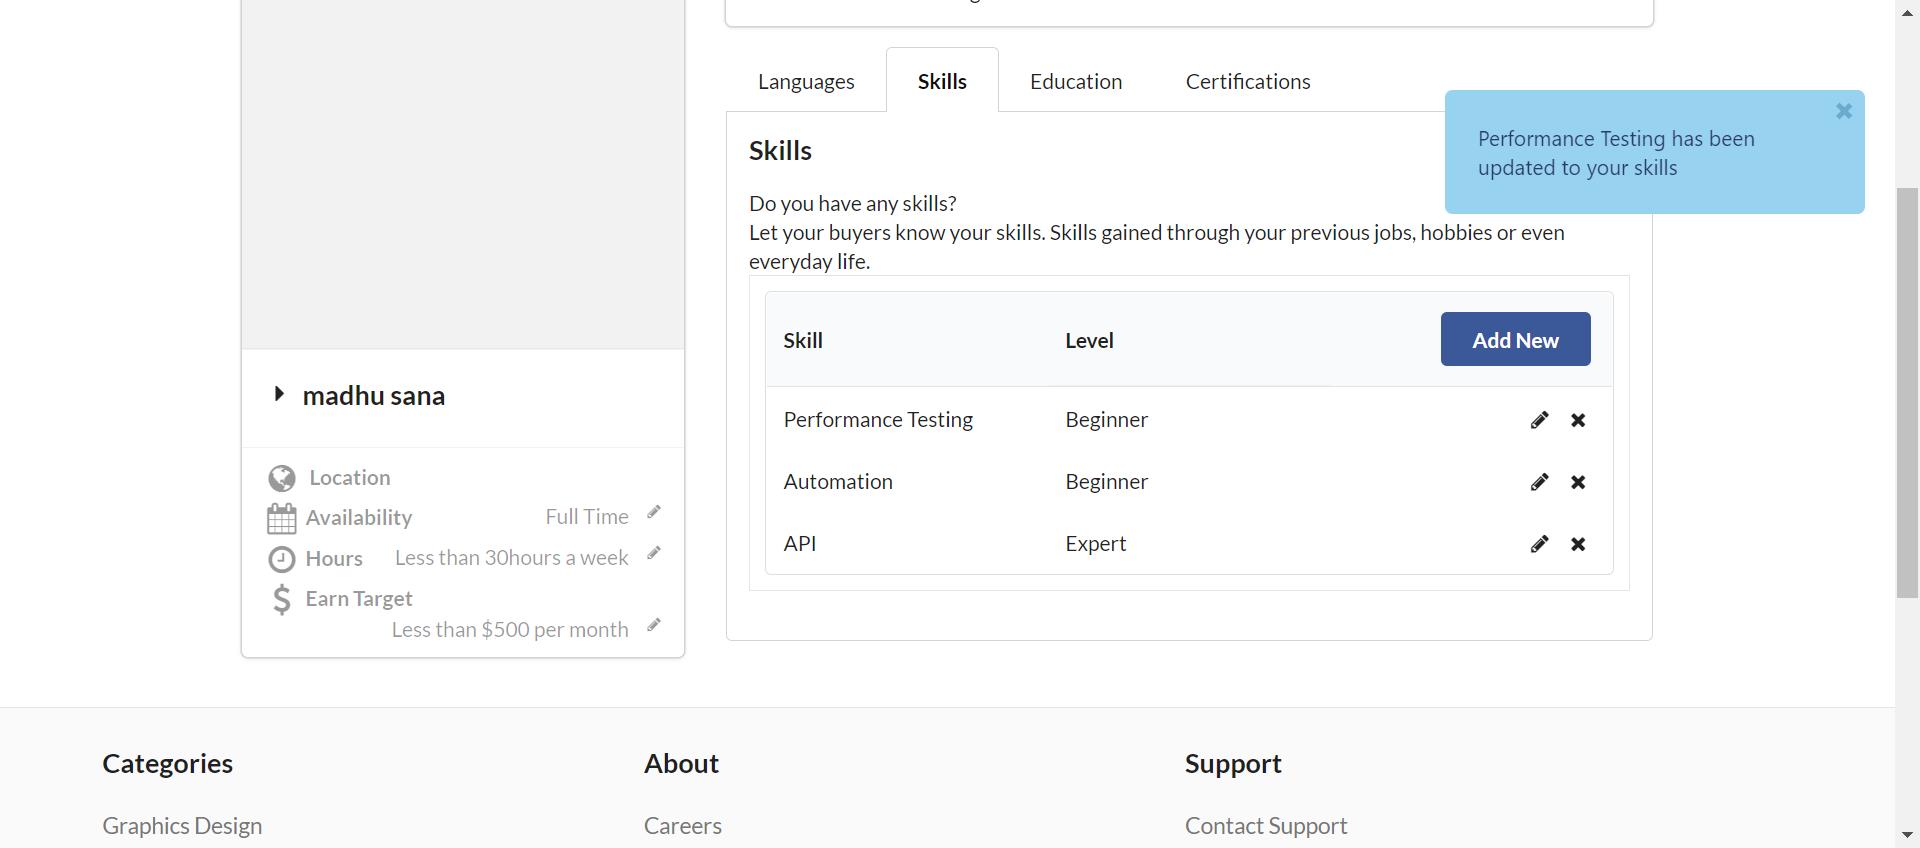 Languages
Skills
Education
Certifications
Performance Testing has been
updated to your skills
Skills
Do you have any skills?
Let your buyers know your skills. Skills gained through your previous jobs, hobbies or even
everyday life.
Skill Level Add New
Performance Testing Beginner
Automation Beginner
API Expert
madhu sana
Location
Availability Full Time
Hours Less than 30hours a week
Earn Target
Less than $500 per month
Categories
Graphics Design
About
Careers
Support
Contact Support